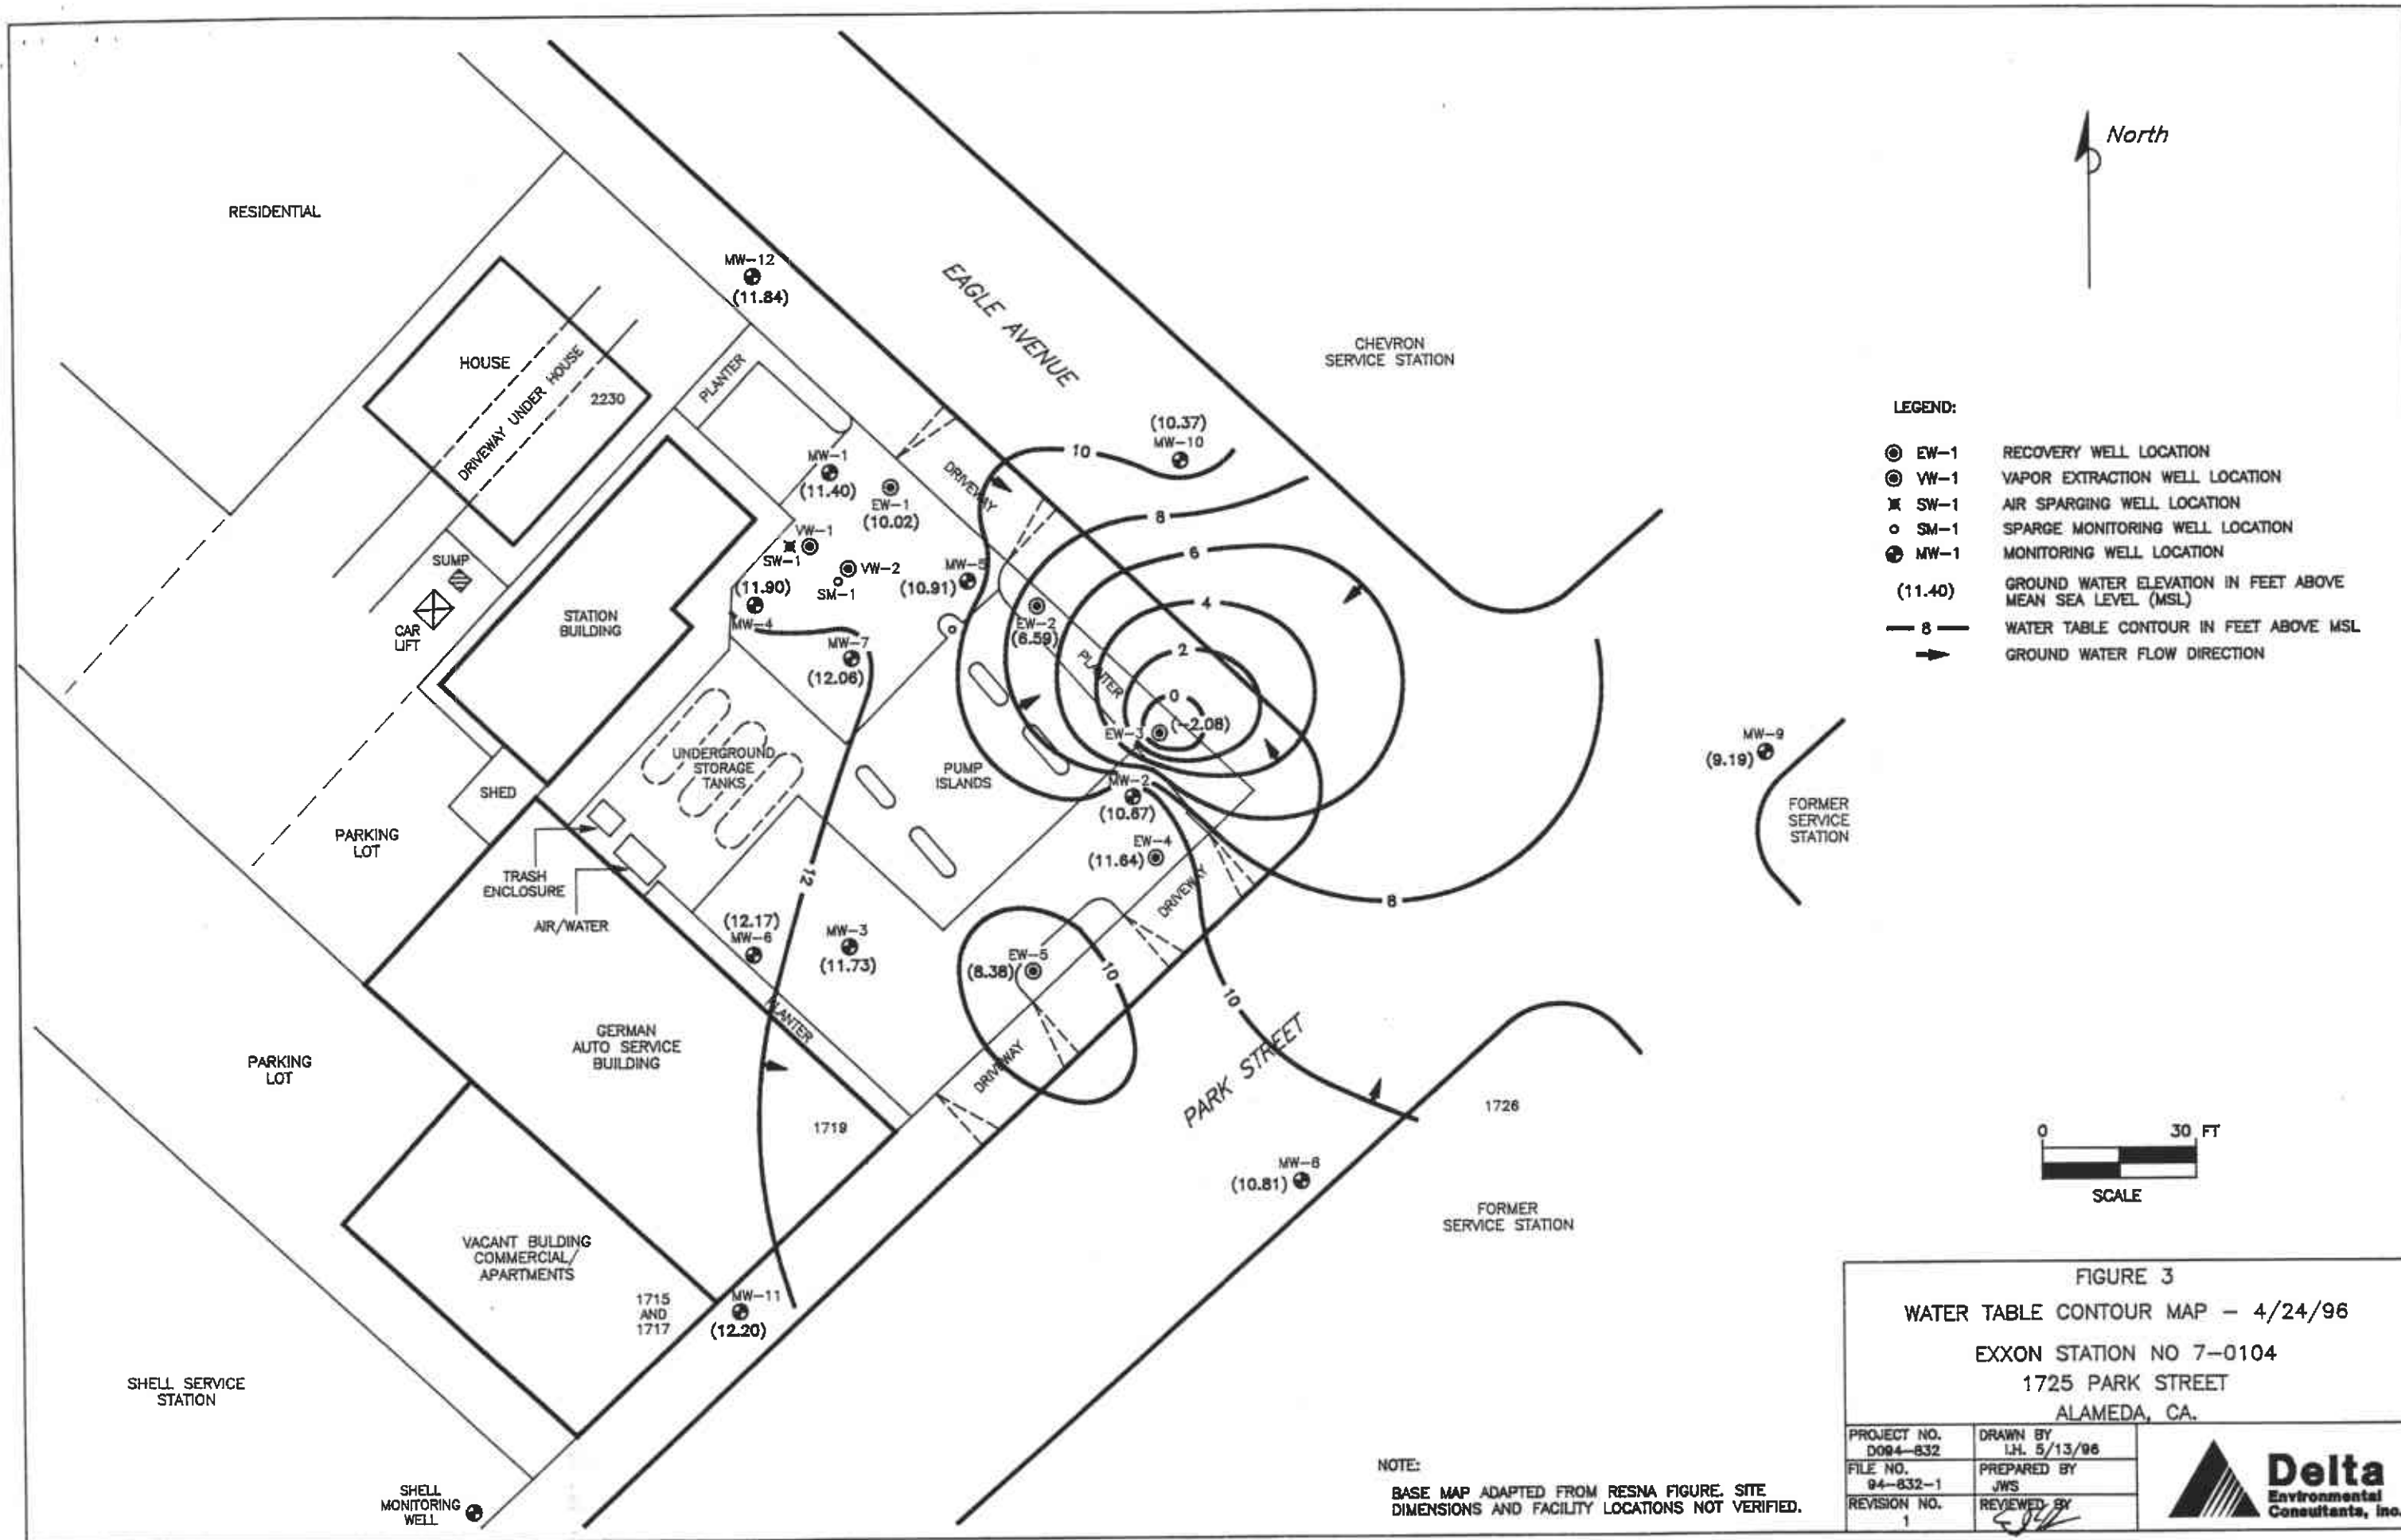 RESIDENTIAL
MW-12
(11.84)
EAGLE AVENUE
North
HOUSE
DRIVEWAY UNDER HOUSE
2230
PLANTER
CHEVRON
SERVICE STATION
(10.37)
MW-10
10
MW-1
(11.40)
EW-1
(10.02)
DRIVEWAY
8
6
4
2
0
VW-1
SW-1
VW-2
SM-1
(11.90)
MW-4
MW-5
(10.91)
EW-2
(6.59)
PLANTER
MW-7
(12.06)
SUMP
CAR
LIFT
STATION
BUILDING
EW-3
(-2.08)
UNDERGROUND
STORAGE
TANKS
PUMP
ISLANDS
MW-2
(10.67)
EW-4
(11.64)
DRIVEWAY
8
MW-9
(9.19)
FORMER
SERVICE
STATION
SHED
PARKING
LOT
TRASH
ENCLOSURE
AIR/WATER
12
(12.17)
MW-6
MW-3
(11.73)
EW-5
(8.38)
10
10
PLANTER
DRIVEWAY
PARK STREET
GERMAN
AUTO SERVICE
BUILDING
PARKING
LOT
1719
1726
MW-8
(10.81)
FORMER
SERVICE STATION
VACANT BULDING
COMMERCIAL/
APARTMENTS
1715
AND
1717
MW-11
(12.20)
SHELL SERVICE
STATION
SHELL
MONITORING
WELL
LEGEND:
EW-1 RECOVERY WELL LOCATION
VW-1 VAPOR EXTRACTION WELL LOCATION
SW-1 AIR SPARGING WELL LOCATION
SM-1 SPARGE MONITORING WELL LOCATION
MW-1 MONITORING WELL LOCATION
(11.40) GROUND WATER ELEVATION IN FEET ABOVE
MEAN SEA LEVEL (MSL)
8 WATER TABLE CONTOUR IN FEET ABOVE MSL
GROUND WATER FLOW DIRECTION
0 30 FT
SCALE
NOTE:
BASE MAP ADAPTED FROM RESNA FIGURE. SITE
DIMENSIONS AND FACILITY LOCATIONS NOT VERIFIED.
FIGURE 3
WATER TABLE CONTOUR MAP - 4/24/96
EXXON STATION NO 7-0104
1725 PARK STREET
ALAMEDA, CA.
PROJECT NO.
D094-832
DRAWN BY
I.H. 5/13/96
FILE NO.
94-832-1
PREPARED BY
JWS
REVISION NO.
1
REVIEWED BY
Delta
Environmental
Consultants, Inc.